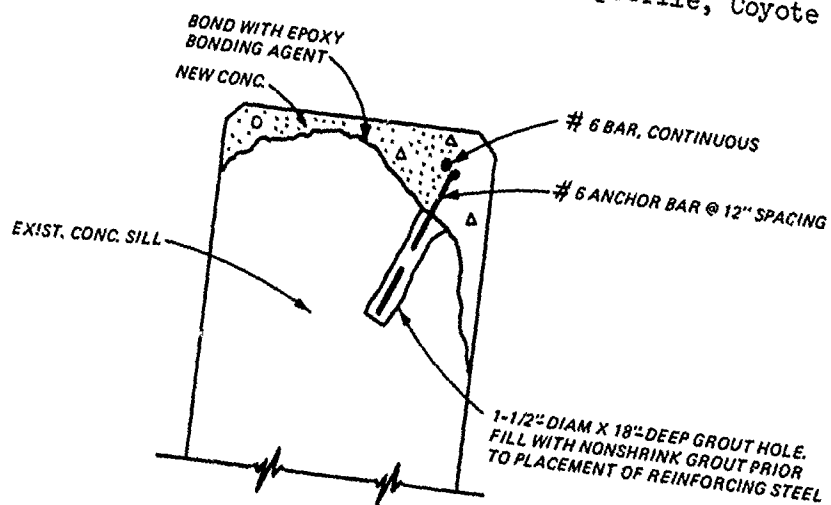 Coyote
BOND WITH EPOXY
BONDING AGENT
NEW CONC.
# 6 BAR, CONTINUOUS
# 6 ANCHOR BAR @ 12" SPACING
EXIST. CONC. SILL
1-1/2"-DIAM X 18"-DEEP GROUT HOLE.
FILL WITH NONSHRINK GROUT PRIOR
TO PLACEMENT OF REINFORCING STEEL